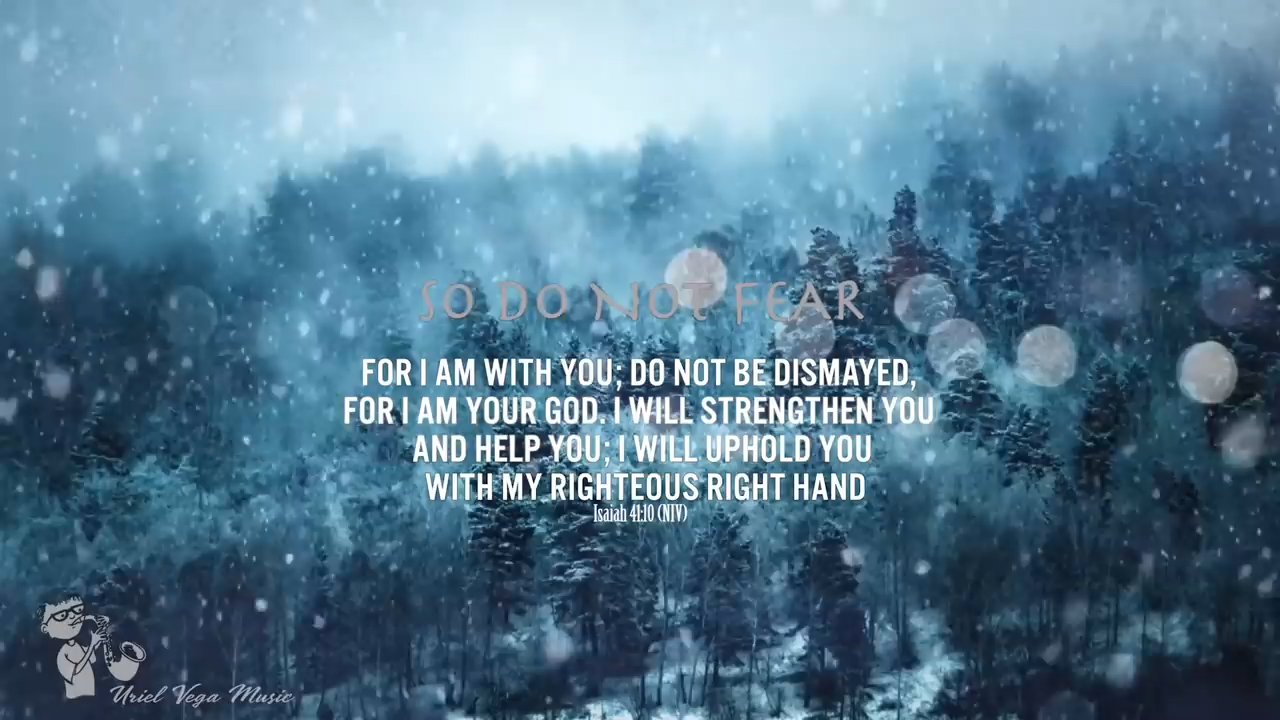 SO DO NOT FEAR
FOR I AM WITH YOU; DO NOT BE DISMAYED,
FOR I AM YOUR GOD. I WILL STRENGTHEN YOU
AND HELP YOU; I WILL UPHOLD YOU
WITH MY RIGHTEOUS RIGHT HAND
Isaiah 41:10 (NIV)
Uriel Vega Music